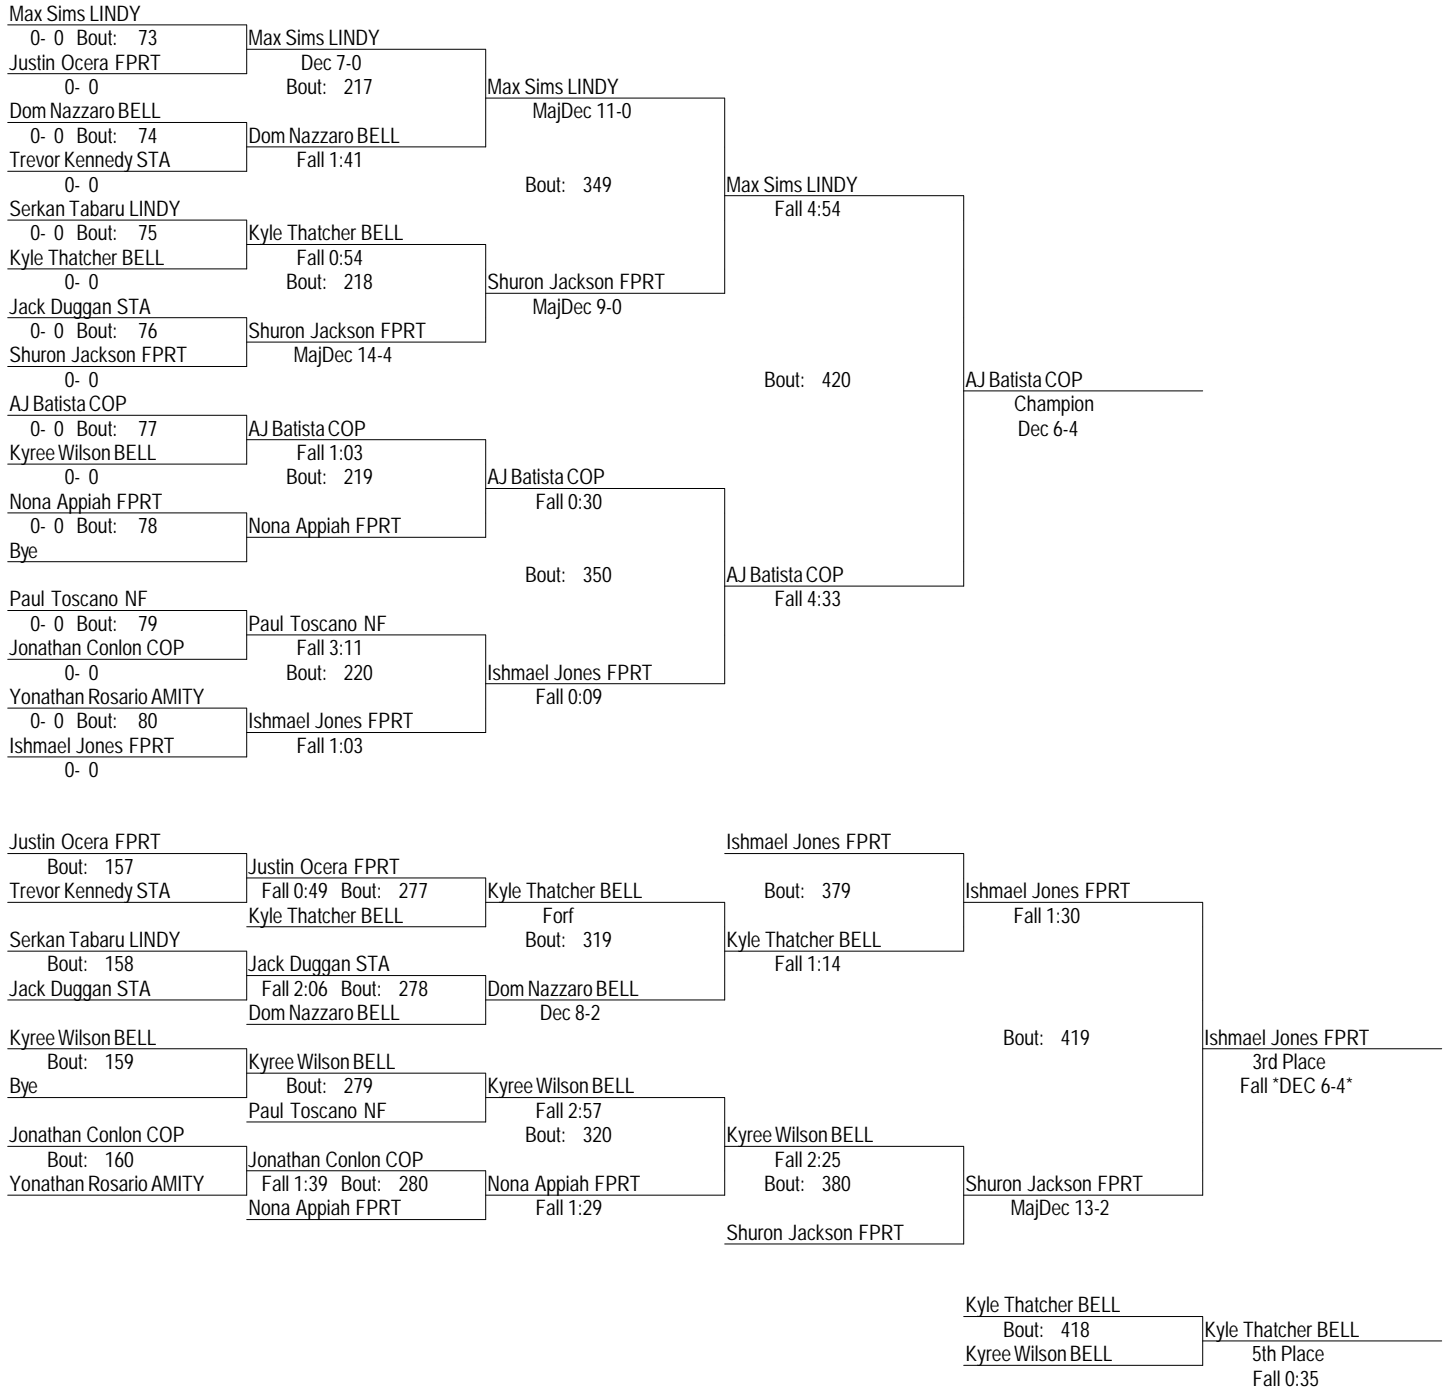 Max Sims LINDY
0- 0 Bout: 73
Max Sims LINDY
Justin Ocera FPRT
Dec 7-0
0- 0
Bout: 217
Max Sims LINDY
Dom Nazzaro BELL
MajDec 11-0
0- 0 Bout: 74
Dom Nazzaro BELL
Trevor Kennedy STA
Fall 1:41
0- 0
Bout: 349
Max Sims LINDY
Serkan Tabaru LINDY
Fall 4:54
0- 0 Bout: 75
Kyle Thatcher BELL
Kyle Thatcher BELL
Fall 0:54
0- 0
Bout: 218
Shuron Jackson FPRT
Jack Duggan STA
MajDec 9-0
0- 0 Bout: 76
Shuron Jackson FPRT
Shuron Jackson FPRT
MajDec 14-4
0- 0
Bout: 420
AJ Batista COP
AJ Batista COP
Champion
0- 0 Bout: 77
AJ Batista COP
Dec 6-4
Kyree Wilson BELL
Fall 1:03
0- 0
Bout: 219
AJ Batista COP
Nona Appiah FPRT
Fall 0:30
0- 0 Bout: 78
Nona Appiah FPRT
Bye
Bout: 350
AJ Batista COP
Paul Toscano NF
Fall 4:33
0- 0 Bout: 79
Paul Toscano NF
Jonathan Conlon COP
Fall 3:11
0- 0
Bout: 220
Ishmael Jones FPRT
Yonathan Rosario AMITY
Fall 0:09
0- 0 Bout: 80
Ishmael Jones FPRT
Ishmael Jones FPRT
Fall 1:03
0- 0
Justin Ocera FPRT
Ishmael Jones FPRT
Bout: 157
Justin Ocera FPRT
Trevor Kennedy STA
Fall 0:49 Bout: 277
Kyle Thatcher BELL
Bout: 379
Ishmael Jones FPRT
Kyle Thatcher BELL
Forf
Fall 1:30
Serkan Tabaru LINDY
Bout: 319
Kyle Thatcher BELL
Bout: 158
Jack Duggan STA
Fall 1:14
Jack Duggan STA
Fall 2:06 Bout: 278
Dom Nazzaro BELL
Dom Nazzaro BELL
Dec 8-2
Kyree Wilson BELL
Bout: 419
Ishmael Jones FPRT
Bout: 159
Kyree Wilson BELL
3rd Place
Bye
Bout: 279
Kyree Wilson BELL
Fall *DEC 6-4*
Paul Toscano NF
Fall 2:57
Jonathan Conlon COP
Bout: 320
Kyree Wilson BELL
Bout: 160
Jonathan Conlon COP
Fall 2:25
Yonathan Rosario AMITY
Fall 1:39 Bout: 280
Nona Appiah FPRT
Bout: 380
Shuron Jackson FPRT
Nona Appiah FPRT
Fall 1:29
MajDec 13-2
Shuron Jackson FPRT
Kyle Thatcher BELL
Bout: 418
Kyle Thatcher BELL
Kyree Wilson BELL
5th Place
Fall 0:35